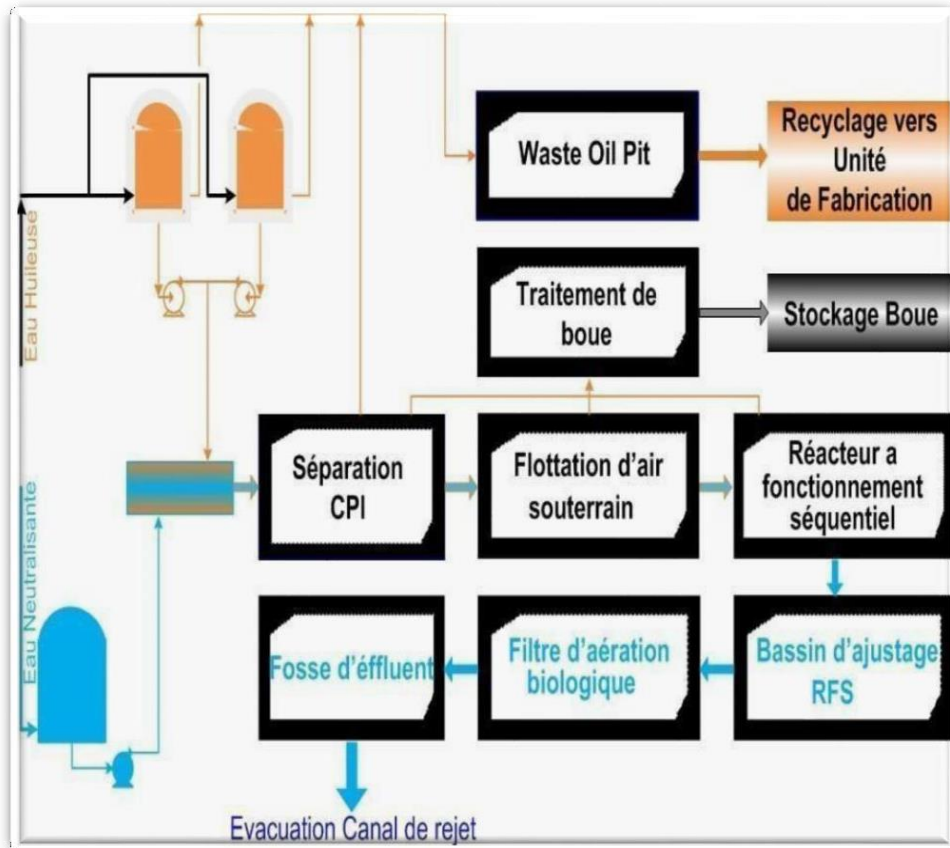 Waste Oil Pit
Recyclage vers
Unité
de Fabrication
Eau Huileuse
Traitement de
boue
Stockage Boue
Séparation
CPI
Flottation d'air
souterrain
Réacteur a
fonctionnement
séquentiel
Eau Neutralisante
Fosse d'éffluent
Filtre d'aération
biologique
Bassin d'ajustage
RFS
Evacuation Canal de rejet